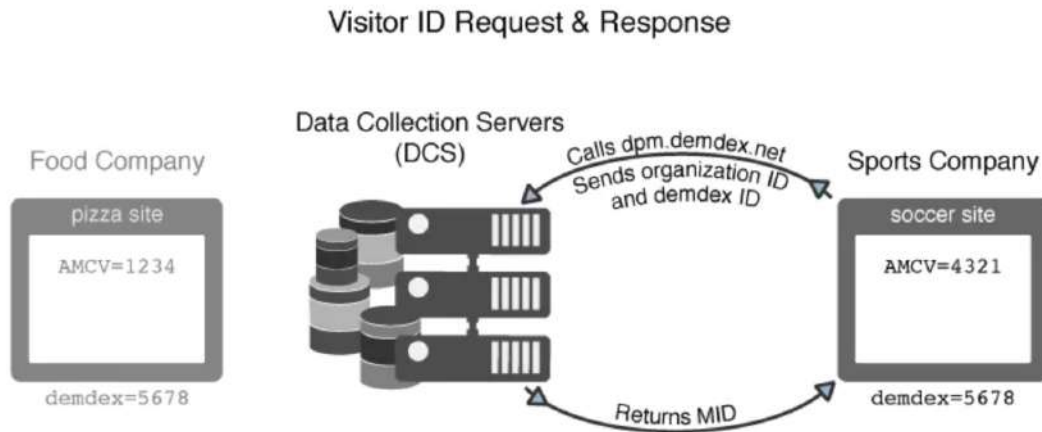 Visitor ID Request & Response
Data Collection Servers
(DCS)
Food Company
pizza site
AMCV=1234
demdex=5678
Calls dpm.demdex.net
Sends organization ID
and demdex ID
Returns MID
Sports Company
soccer site
AMCV=4321
demdex=5678